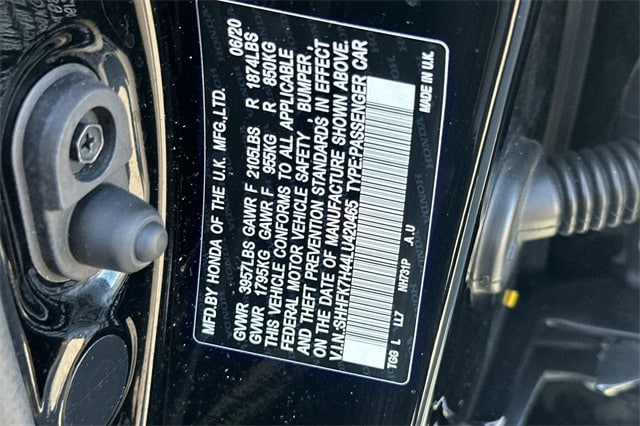 MFD.BY HONDA OF THE U.K. MFG.,LTD. 06/20
GVWR 3957LBS GAWR F 2105LBS R 1874LBS
GVWR 1795KG GAWR F 955KG R 850KG
THIS VEHICLE CONFORMS TO ALL APPLICABLE
FEDERAL MOTOR VEHICLE SAFETY , BUMPER ,
AND THEFT PREVENTION STANDARDS IN EFFECT
ON THE DATE OF MANUFACTURE SHOWN ABOVE.
V.I.N.:SHHFK7H44LU420465 TYPE:PASSENGER CAR
TGG L LL7 NH731P A.U MADE IN U.K.